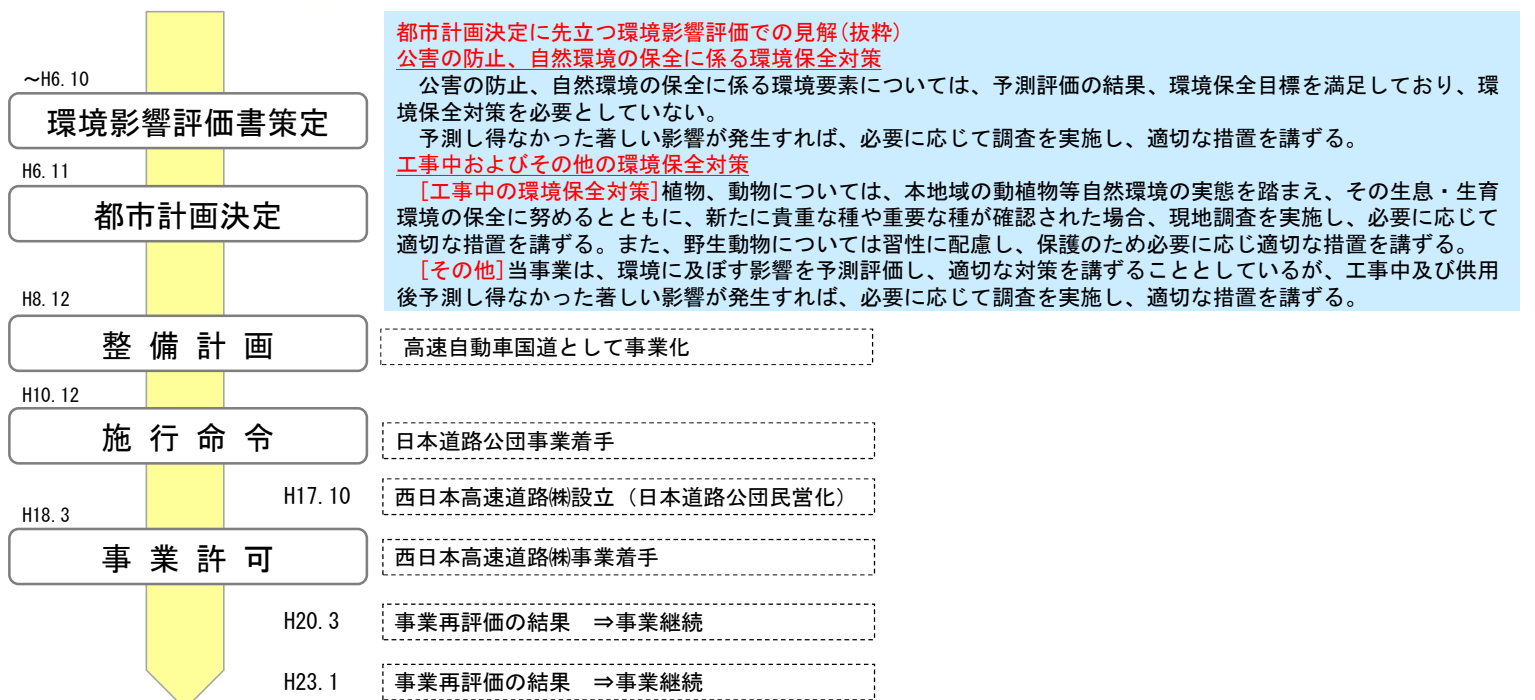 都市計画決定に先立つ環境影響評価での見解(抜粋)
公害の防止、自然環境の保全に係る環境保全対策
公害の防止、自然環境の保全に係る環境要素については、予測評価の結果、環境保全目標を満足しており、環
境保全対策を必要としていない。
予測し得なかった著しい影響が発生すれば、必要に応じて調査を実施し、適切な措置を講ずる。
工事中およびその他の環境保全対策
[工事中の環境保全対策]植物、動物については、本地域の動植物等自然環境の実態を踏まえ、その生息・生育
環境の保全に努めるとともに、新たに貴重な種や重要な種が確認された場合、現地調査を実施し、必要に応じて
適切な措置を講ずる。また、野生動物については習性に配慮し、保護のため必要に応じ適切な措置を講ずる。
[その他]当事業は、環境に及ぼす影響を予測評価し、適切な対策を講ずることとしているが、工事中及び供用
後予測し得なかった著しい影響が発生すれば、必要に応じて調査を実施し、適切な措置を講ずる。
～H6.10
環境影響評価書策定
H6.11
都市計画決定
H8.12
整備計画
高速自動車国道として事業化
H10.12
施行命令
日本道路公団事業着手
H17.10
西日本高速道路㈱設立（日本道路公団民営化）
H18.3
事業許可
西日本高速道路㈱事業着手
H20.3
事業再評価の結果　⇒事業継続
H23.1
事業再評価の結果　⇒事業継続